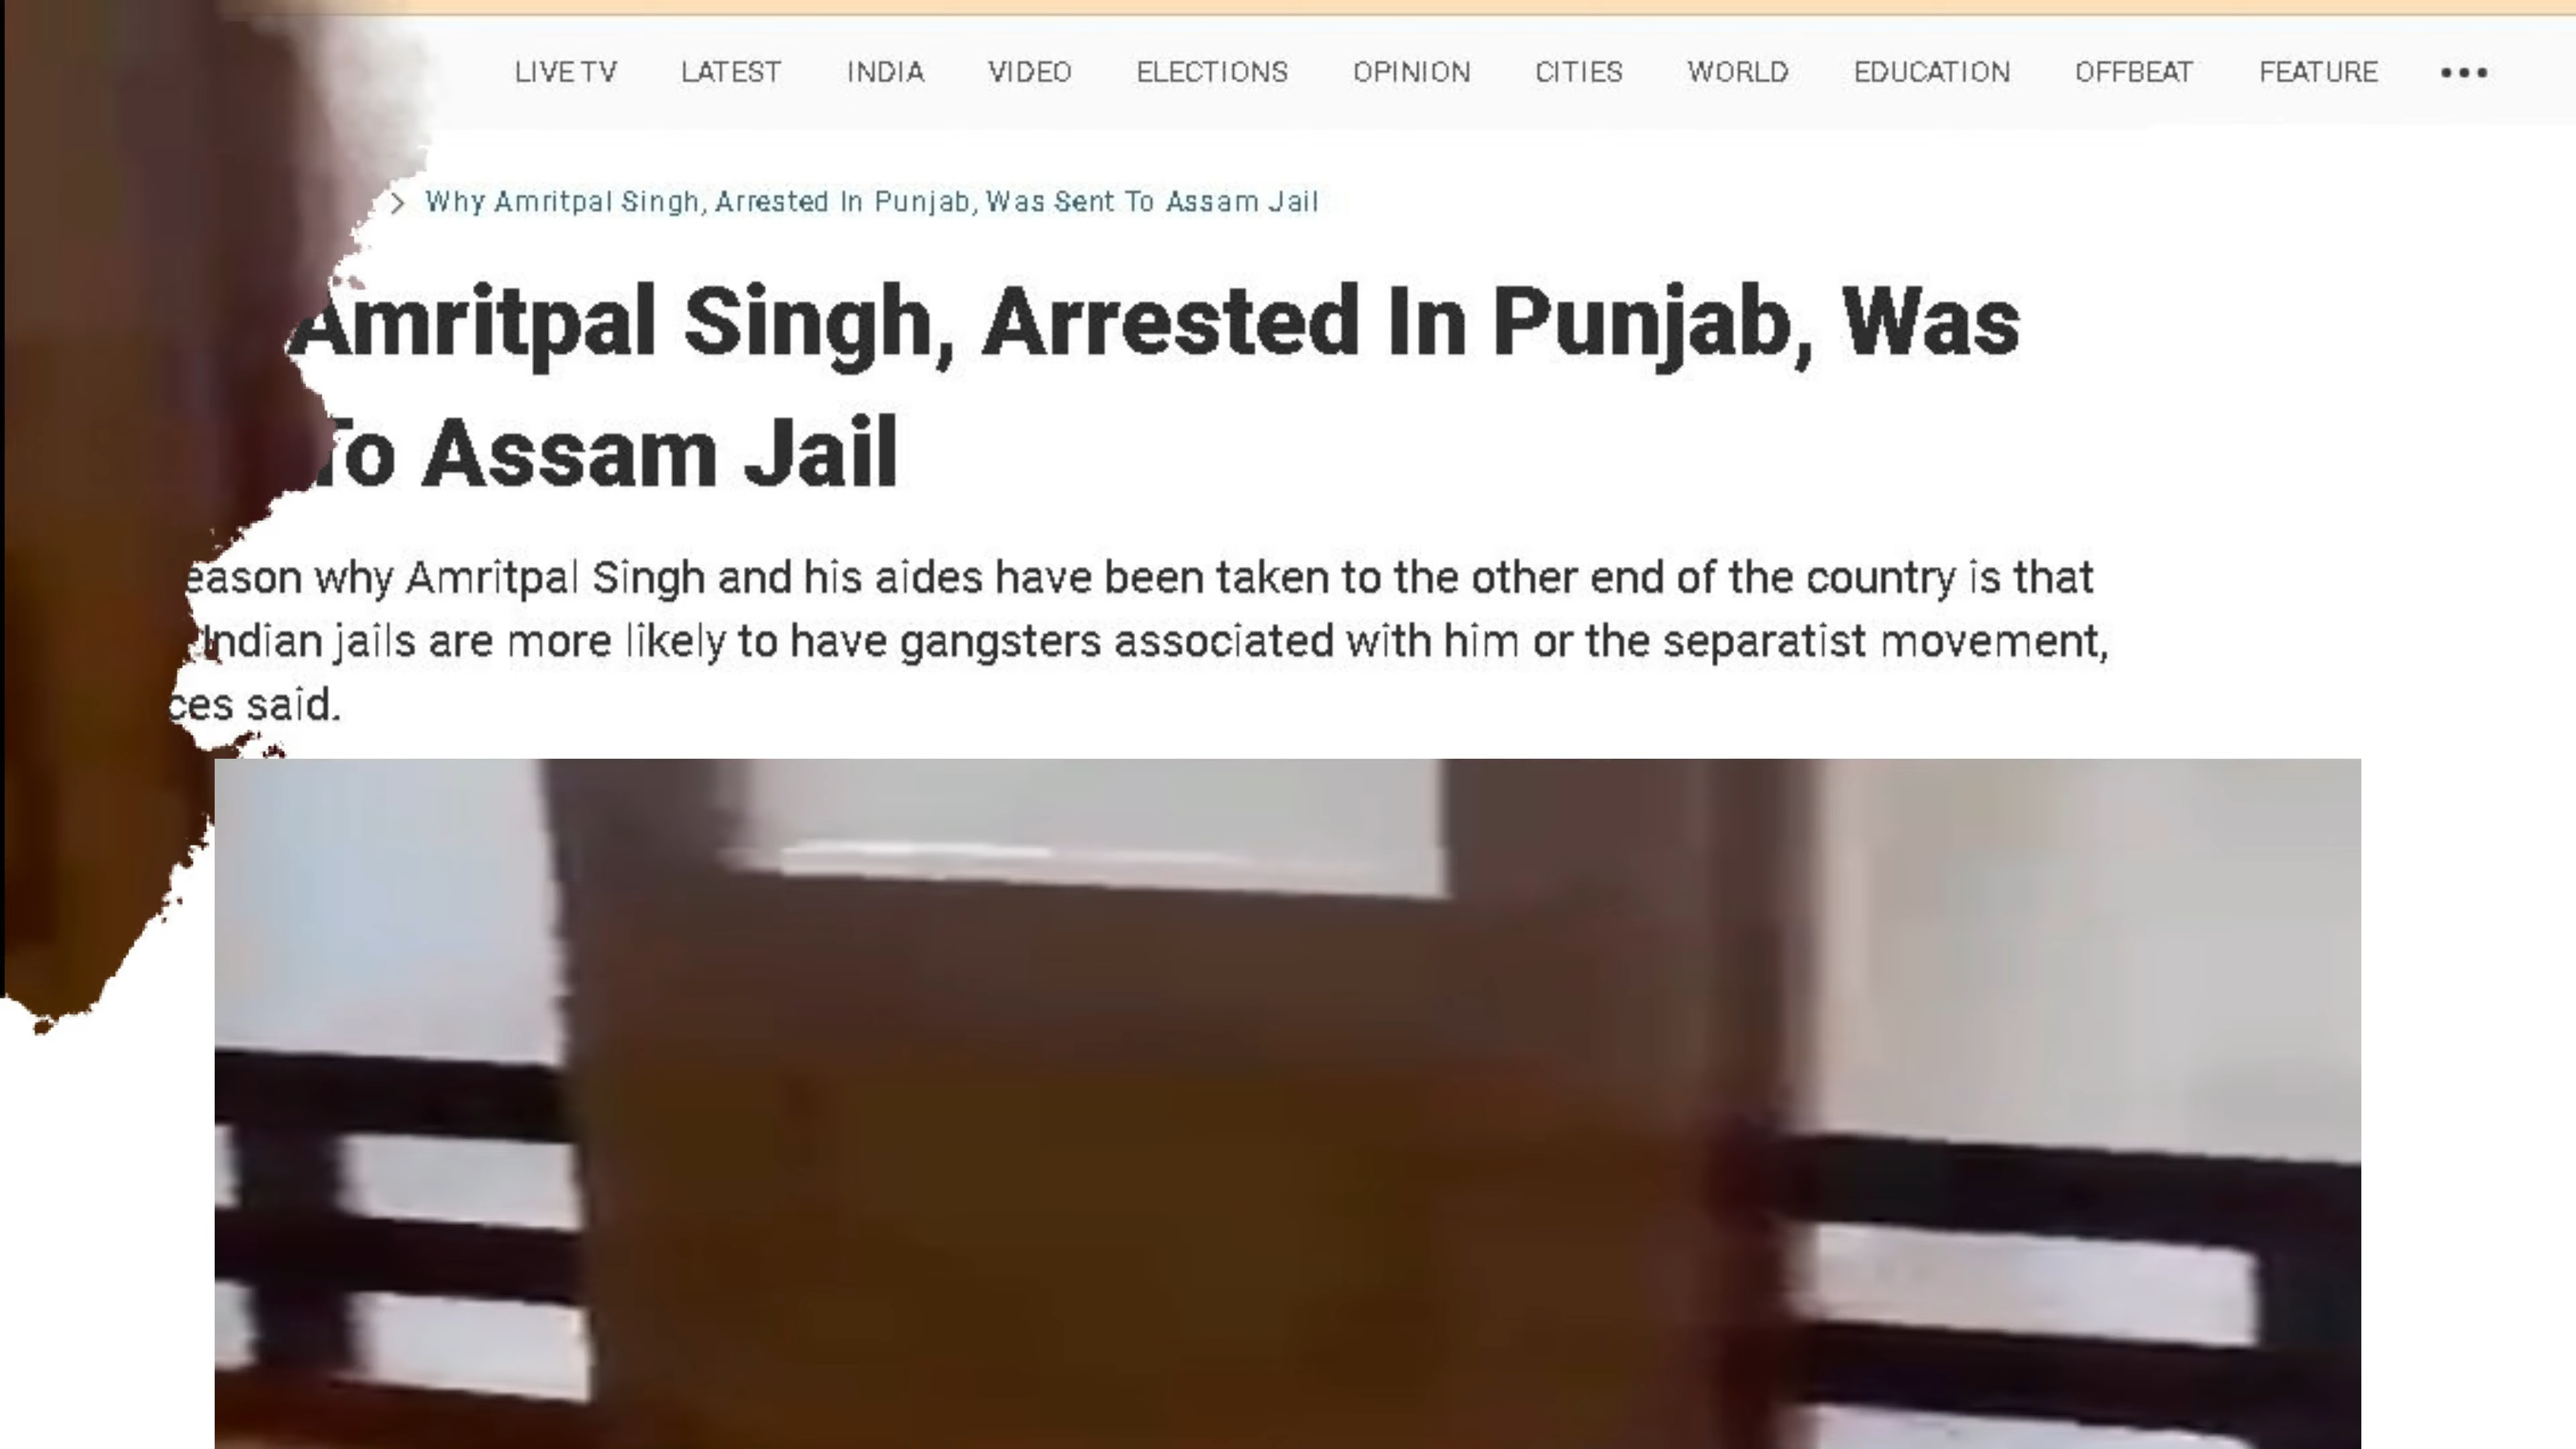 LIVE TV LATEST INDIA VIDEO ELECTIONS OPINION CITIES WORLD EDUCATION OFFBEAT FEATURE •••
> Why Amritpal Singh, Arrested In Punjab, Was Sent To Assam Jail
Amritpal Singh, Arrested In Punjab, Was
To Assam Jail
eason why Amritpal Singh and his aides have been taken to the other end of the country is that
Indian jails are more likely to have gangsters associated with him or the separatist movement,
ces said.